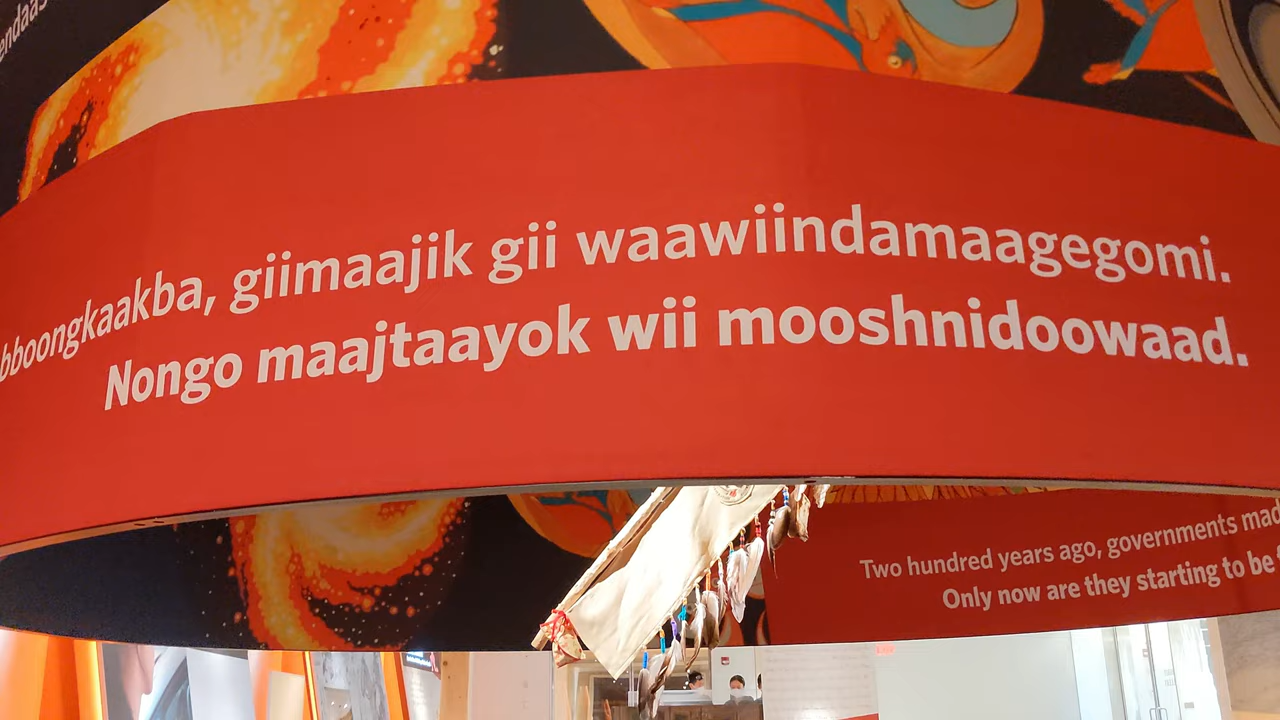 endaas
bboongkaakba, giimaajik gii waawiindamaagegomi.
Nongo maajtaayok wii mooshnidoowaad.
Two hundred years ago, governments mad
Only now are they starting to be